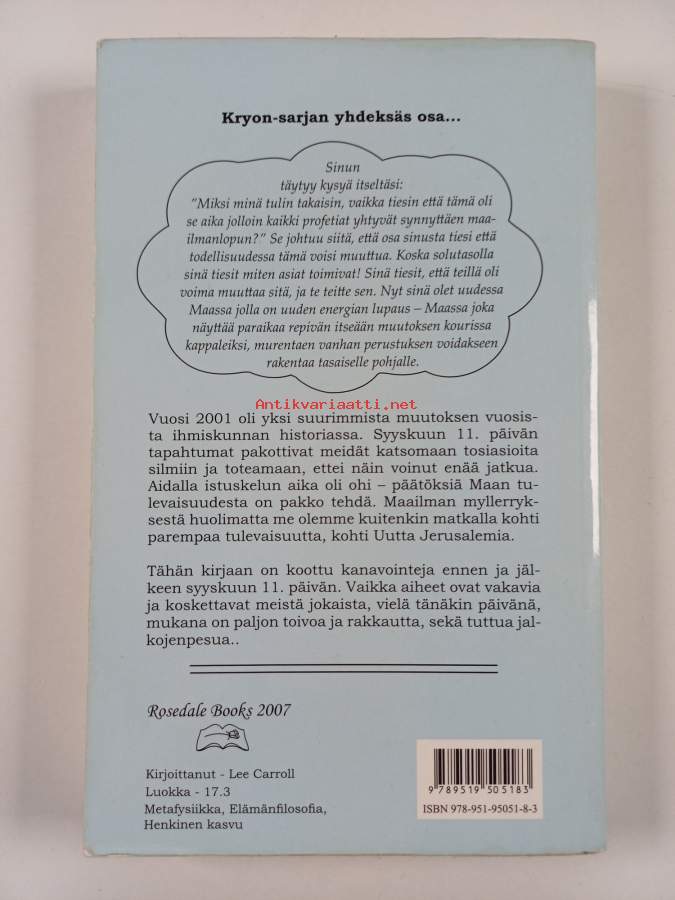 Kryon-sarjan yhdeksäs osa...
Sinun
täytyy kysyä itseltäsi:
"Miksi minä tulin takaisin, vaikka tiesin että tämä oli
se aika jolloin kaikki profetiat yhtyvät synnyttäen maa-
ilmanlopun?" Se johtuu siitä, että osa sinusta tiesi että
todellisuudessa tämä voisi muuttua. Koska solutasolla
sinä tiesit miten asiat toimivat! Sinä tiesit, että teillä oli
voima muuttaa sitä, ja te teitte sen. Nyt sinä olet uudessa
Maassa jolla on uuden energian lupaus – Maassa joka
näyttää paraikaa repivän itseään muutoksen kourissa
kappaleiksi, murentaen vanhan perustuksen voidakseen
rakentaa tasaiselle pohjalle.
Antikvariaatti.net
Vuosi 2001 oli yksi suurimmista muutoksen vuosis-
ta ihmiskunnan historiassa. Syyskuun 11. päivän
tapahtumat pakottivat meidät katsomaan tosiasioita
silmiin ja toteamaan, ettei näin voinut enää jatkua.
Aidalla istuskelun aika oli ohi – päätöksiä Maan tu-
levaisuudesta on pakko tehdä. Maailman myllerryk-
sestä huolimatta me olemme kuitenkin matkalla kohti
parempaa tulevaisuutta, kohti Uutta Jerusalemia.
Tähän kirjaan on koottu kanavointeja ennen ja jäl-
keen syyskuun 11. päivän. Vaikka aiheet ovat vakavia
ja koskettavat meistä jokaista, vielä tänäkin päivänä,
mukana on paljon toivoa ja rakkautta, sekä tuttua jal-
kojenpesua..
Rosedale Books 2007
Kirjoittanut - Lee Carroll
Luokka - 17.3
Metafysiikka, Elämänfilosofia,
Henkinen kasvu
9 789519 505183
ISBN 978-951-95051-8-3